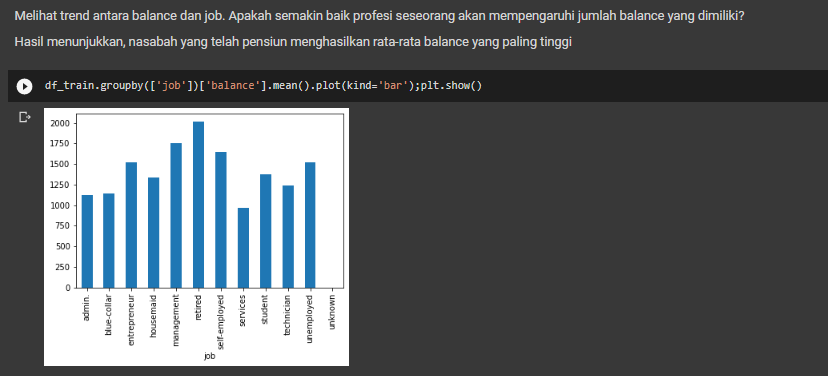 Melihat trend antara balance dan job. Apakah semakin baik profesi seseorang akan mempengaruhi jumlah balance yang dimiliki?
Hasil menunjukkan, nasabah yang telah pensiun menghasilkan rata-rata balance yang paling tinggi
df_train.groupby(['job'])['balance'].mean().plot(kind='bar');plt.show()
2000
1750
1500
1250
1000
750
500
250
0
admin.
blue-collar
entrepreneur
housemaid
management
retired
self-employed
services
student
technician
unemployed
unknown
job